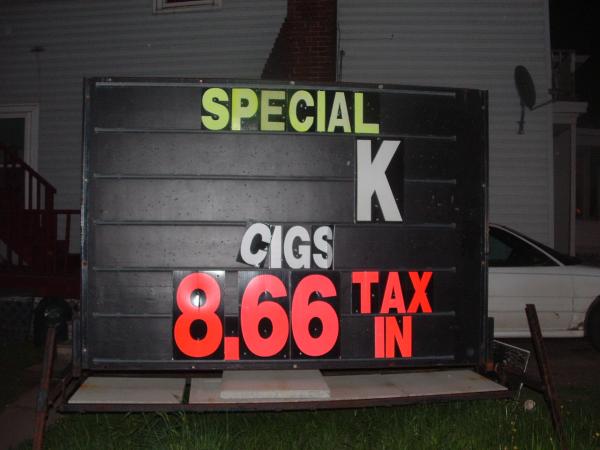 SPECIAL
K
CIGS
8.66 TAX IN